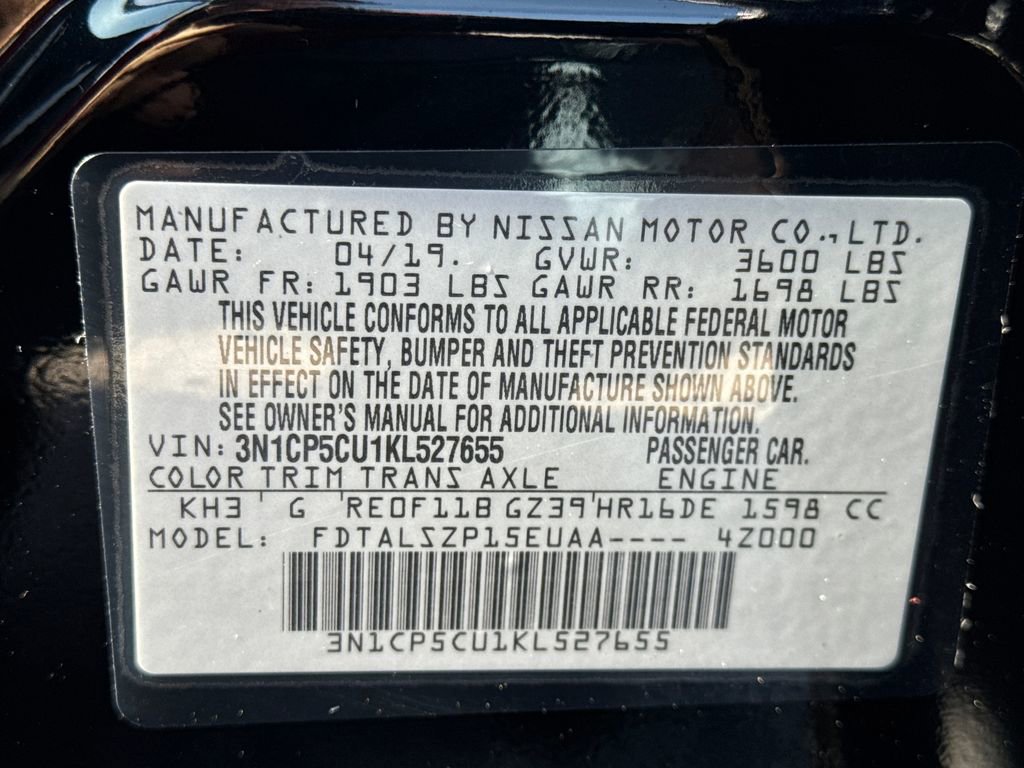 MANUFACTURED BY NISSAN MOTOR CO., LTD.
DATE: 04/19. GVWR: 3600 LBS
GAWR FR: 1903 LBS GAWR RR: 1698 LBS
THIS VEHICLE CONFORMS TO ALL APPLICABLE FEDERAL MOTOR
VEHICLE SAFETY, BUMPER AND THEFT PREVENTION STANDARDS
IN EFFECT ON THE DATE OF MANUFACTURE SHOWN ABOVE.
SEE OWNER'S MANUAL FOR ADDITIONAL INFORMATION.
VIN: 3N1CP5CU1KL527655 PASSENGER CAR.
COLOR TRIM TRANS AXLE ENGINE
KH3 G RE0F11B GZ39 HR16DE 1598 CC
MODEL: FDTALSZP15EUAA---- 4Z000
3N1CP5CU1KL527655